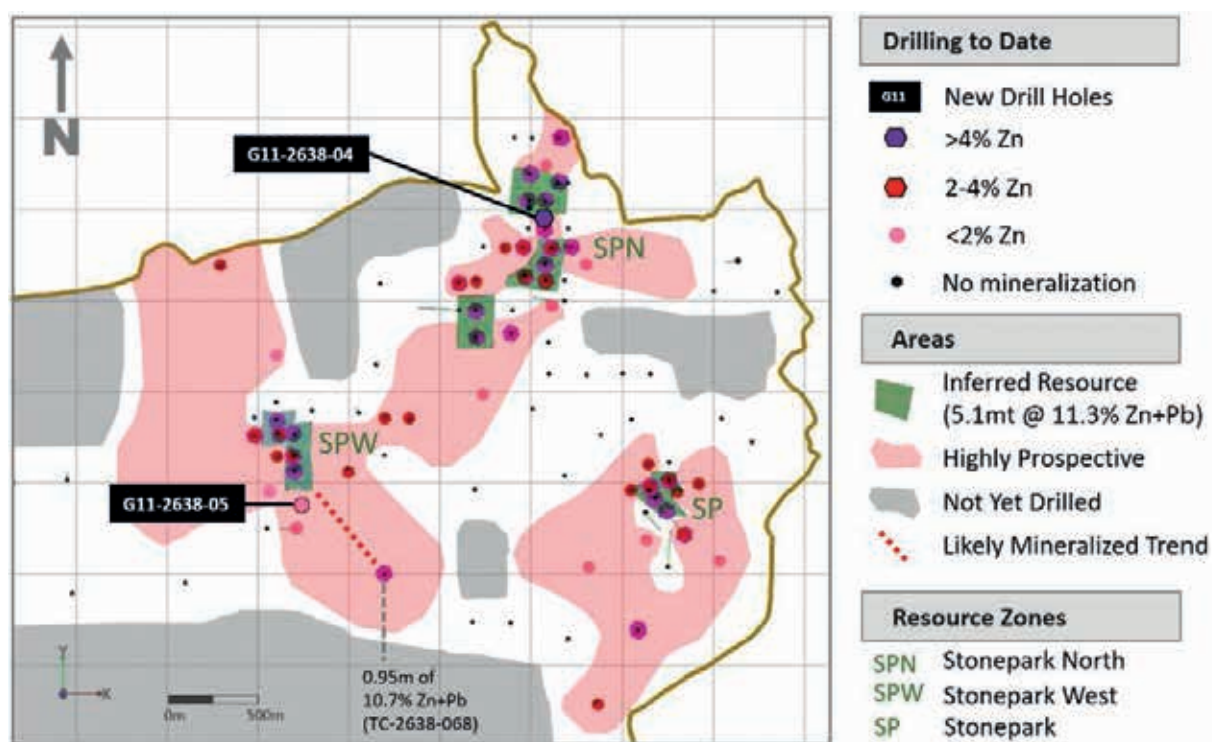 N
G11-2638-04
SPN
SPW
G11-2638-05
SP
Y
X
0m
500m
0.95m of
10.7% Zn+Pb
(TC-2638-068)
Drilling to Date
G11 New Drill Holes
>4% Zn
2-4% Zn
<2% Zn
No mineralization
Areas
Inferred Resource
(5.1mt @ 11.3% Zn+Pb)
Highly Prospective
Not Yet Drilled
Likely Mineralized Trend
Resource Zones
SPN Stonepark North
SPW Stonepark West
SP Stonepark